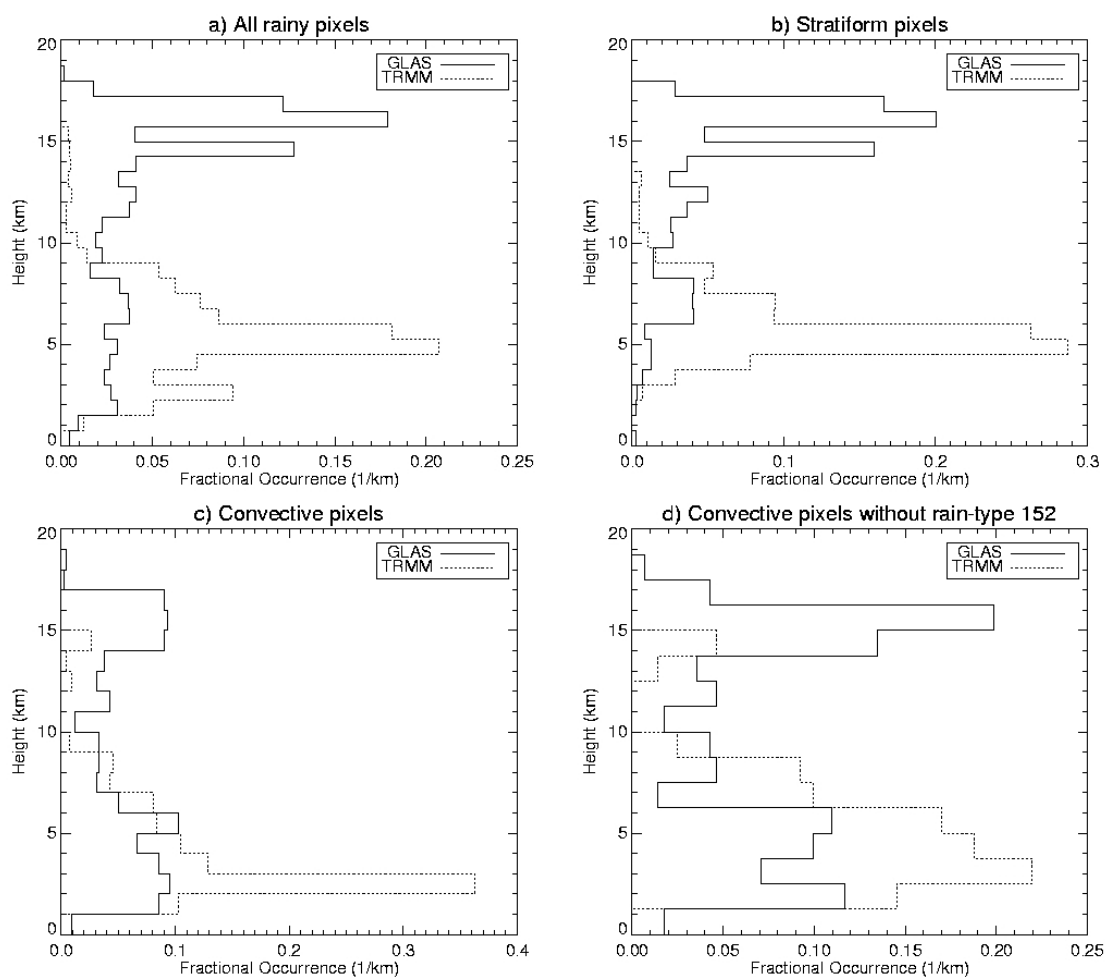 a) All rainy pixels
20
15
10
5
0
Height (km)
GLAS
TRMM
0.00 0.05 0.10 0.15 0.20 0.25
Fractional Occurrence (1/km)
b) Stratiform pixels
20
15
10
5
0
Height (km)
GLAS
TRMM
0.0 0.1 0.2 0.3
Fractional Occurrence (1/km)
c) Convective pixels
20
15
10
5
0
Height (km)
GLAS
TRMM
0.0 0.1 0.2 0.3 0.4
Fractional Occurrence (1/km)
d) Convective pixels without rain-type 152
20
15
10
5
0
Height (km)
GLAS
TRMM
0.00 0.05 0.10 0.15 0.20 0.25
Fractional Occurrence (1/km)